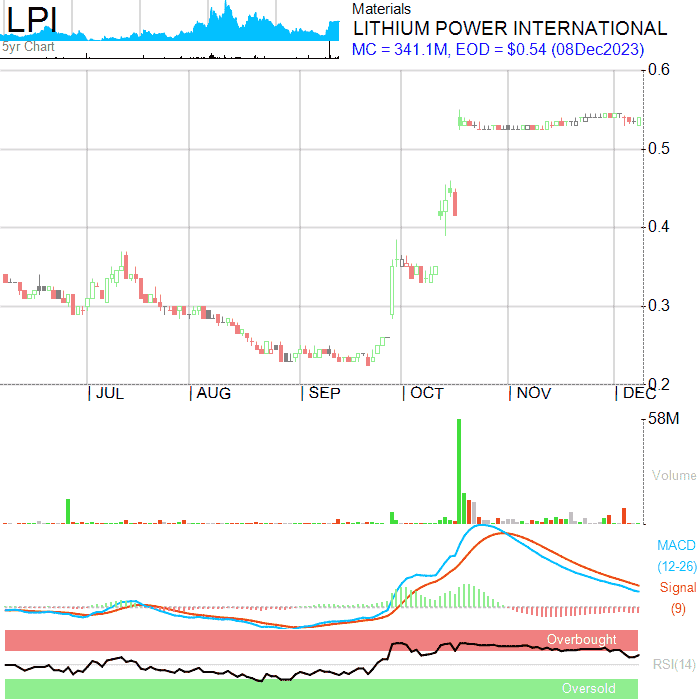 LPI
5yr Chart
Materials
LITHIUM POWER INTERNATIONAL
MC = 341.1M, EOD = $0.54 (08Dec2023)
0.6
0.5
0.4
0.3
0.2
JUL
AUG
SEP
OCT
NOV
DEC
58M
Volume
MACD
(12-26)
Signal
(9)
Overbought
RSI(14)
Oversold